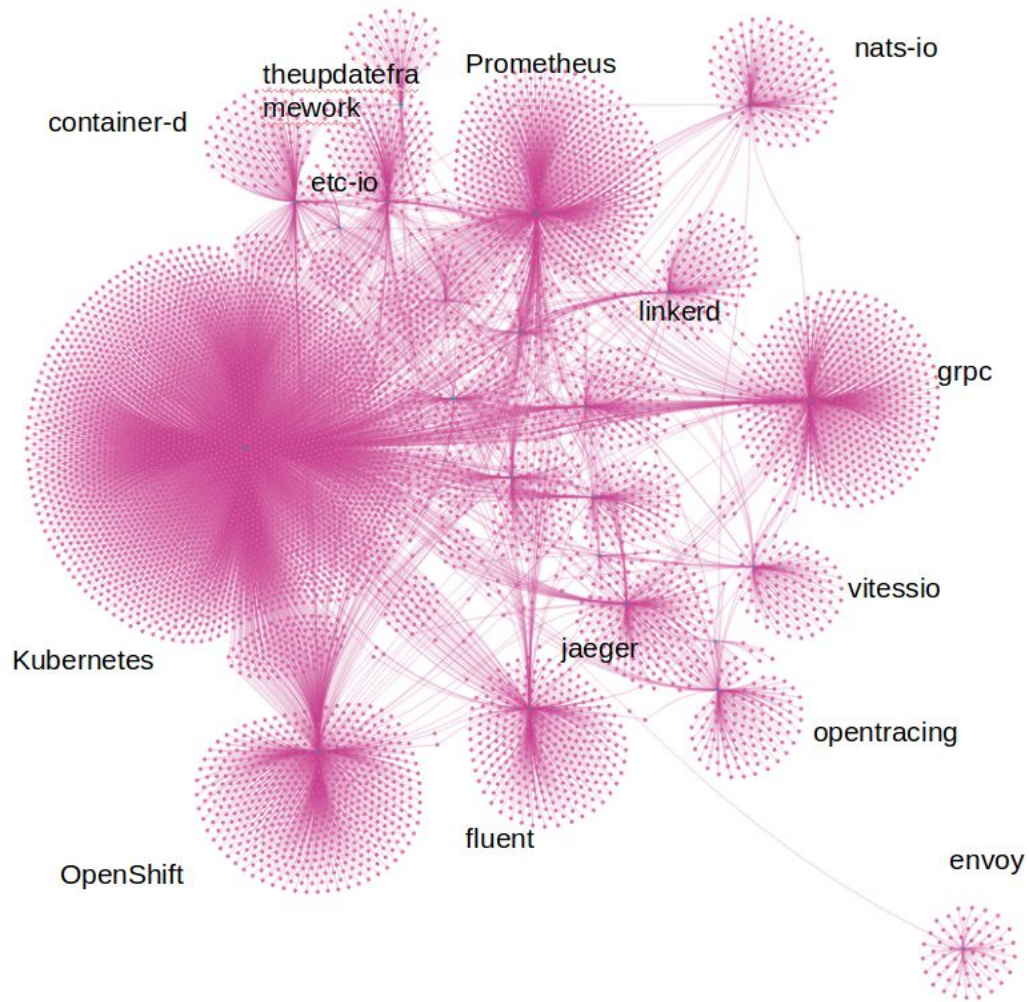 nats-io
Prometheus
theupdatefra
mework
container-d
etc-io
linkerd
grpc
vitessio
jaeger
Kubernetes
opentracing
fluent
OpenShift
envoy